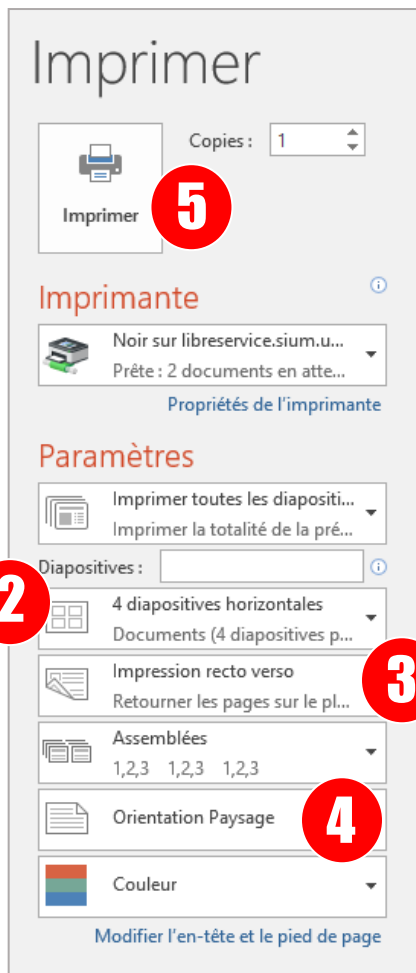 Imprimer
Copies : 1
Imprimer
5
Imprimante
Noir sur libreservice.sium.u...
Prête : 2 documents en atte...
Propriétés de l'imprimante
Paramètres
Imprimer toutes les diapositi...
Imprimer la totalité de la pré...
Diapositives :
2
4 diapositives horizontales
Documents (4 diapositives p...
Impression recto verso
Retourner les pages sur le pl...
3
Assemblées
1,2,3 1,2,3 1,2,3
Orientation Paysage
4
Couleur
Modifier l'en-tête et le pied de page